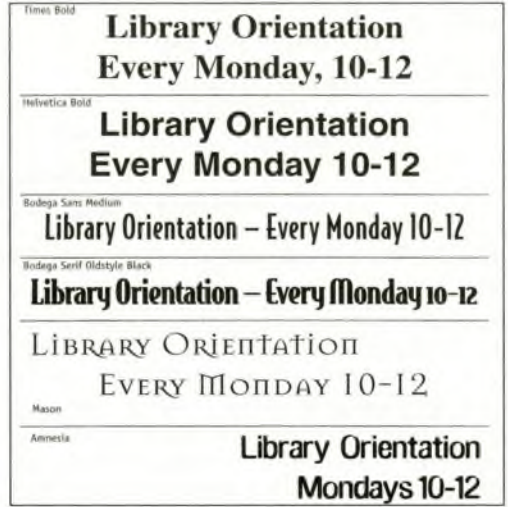 Times Bold
Library Orientation
Every Monday, 10-12
Helvetica Bold
Library Orientation
Every Monday 10-12
Bodega Sans Medium
Library Orientation – Every Monday 10-12
Bodega Serif Oldstyle Black
Library Orientation – Every Monday 10-12
Library Orientation
Every Monday 10-12
Mason
Amnesia
Library Orientation
Mondays 10-12